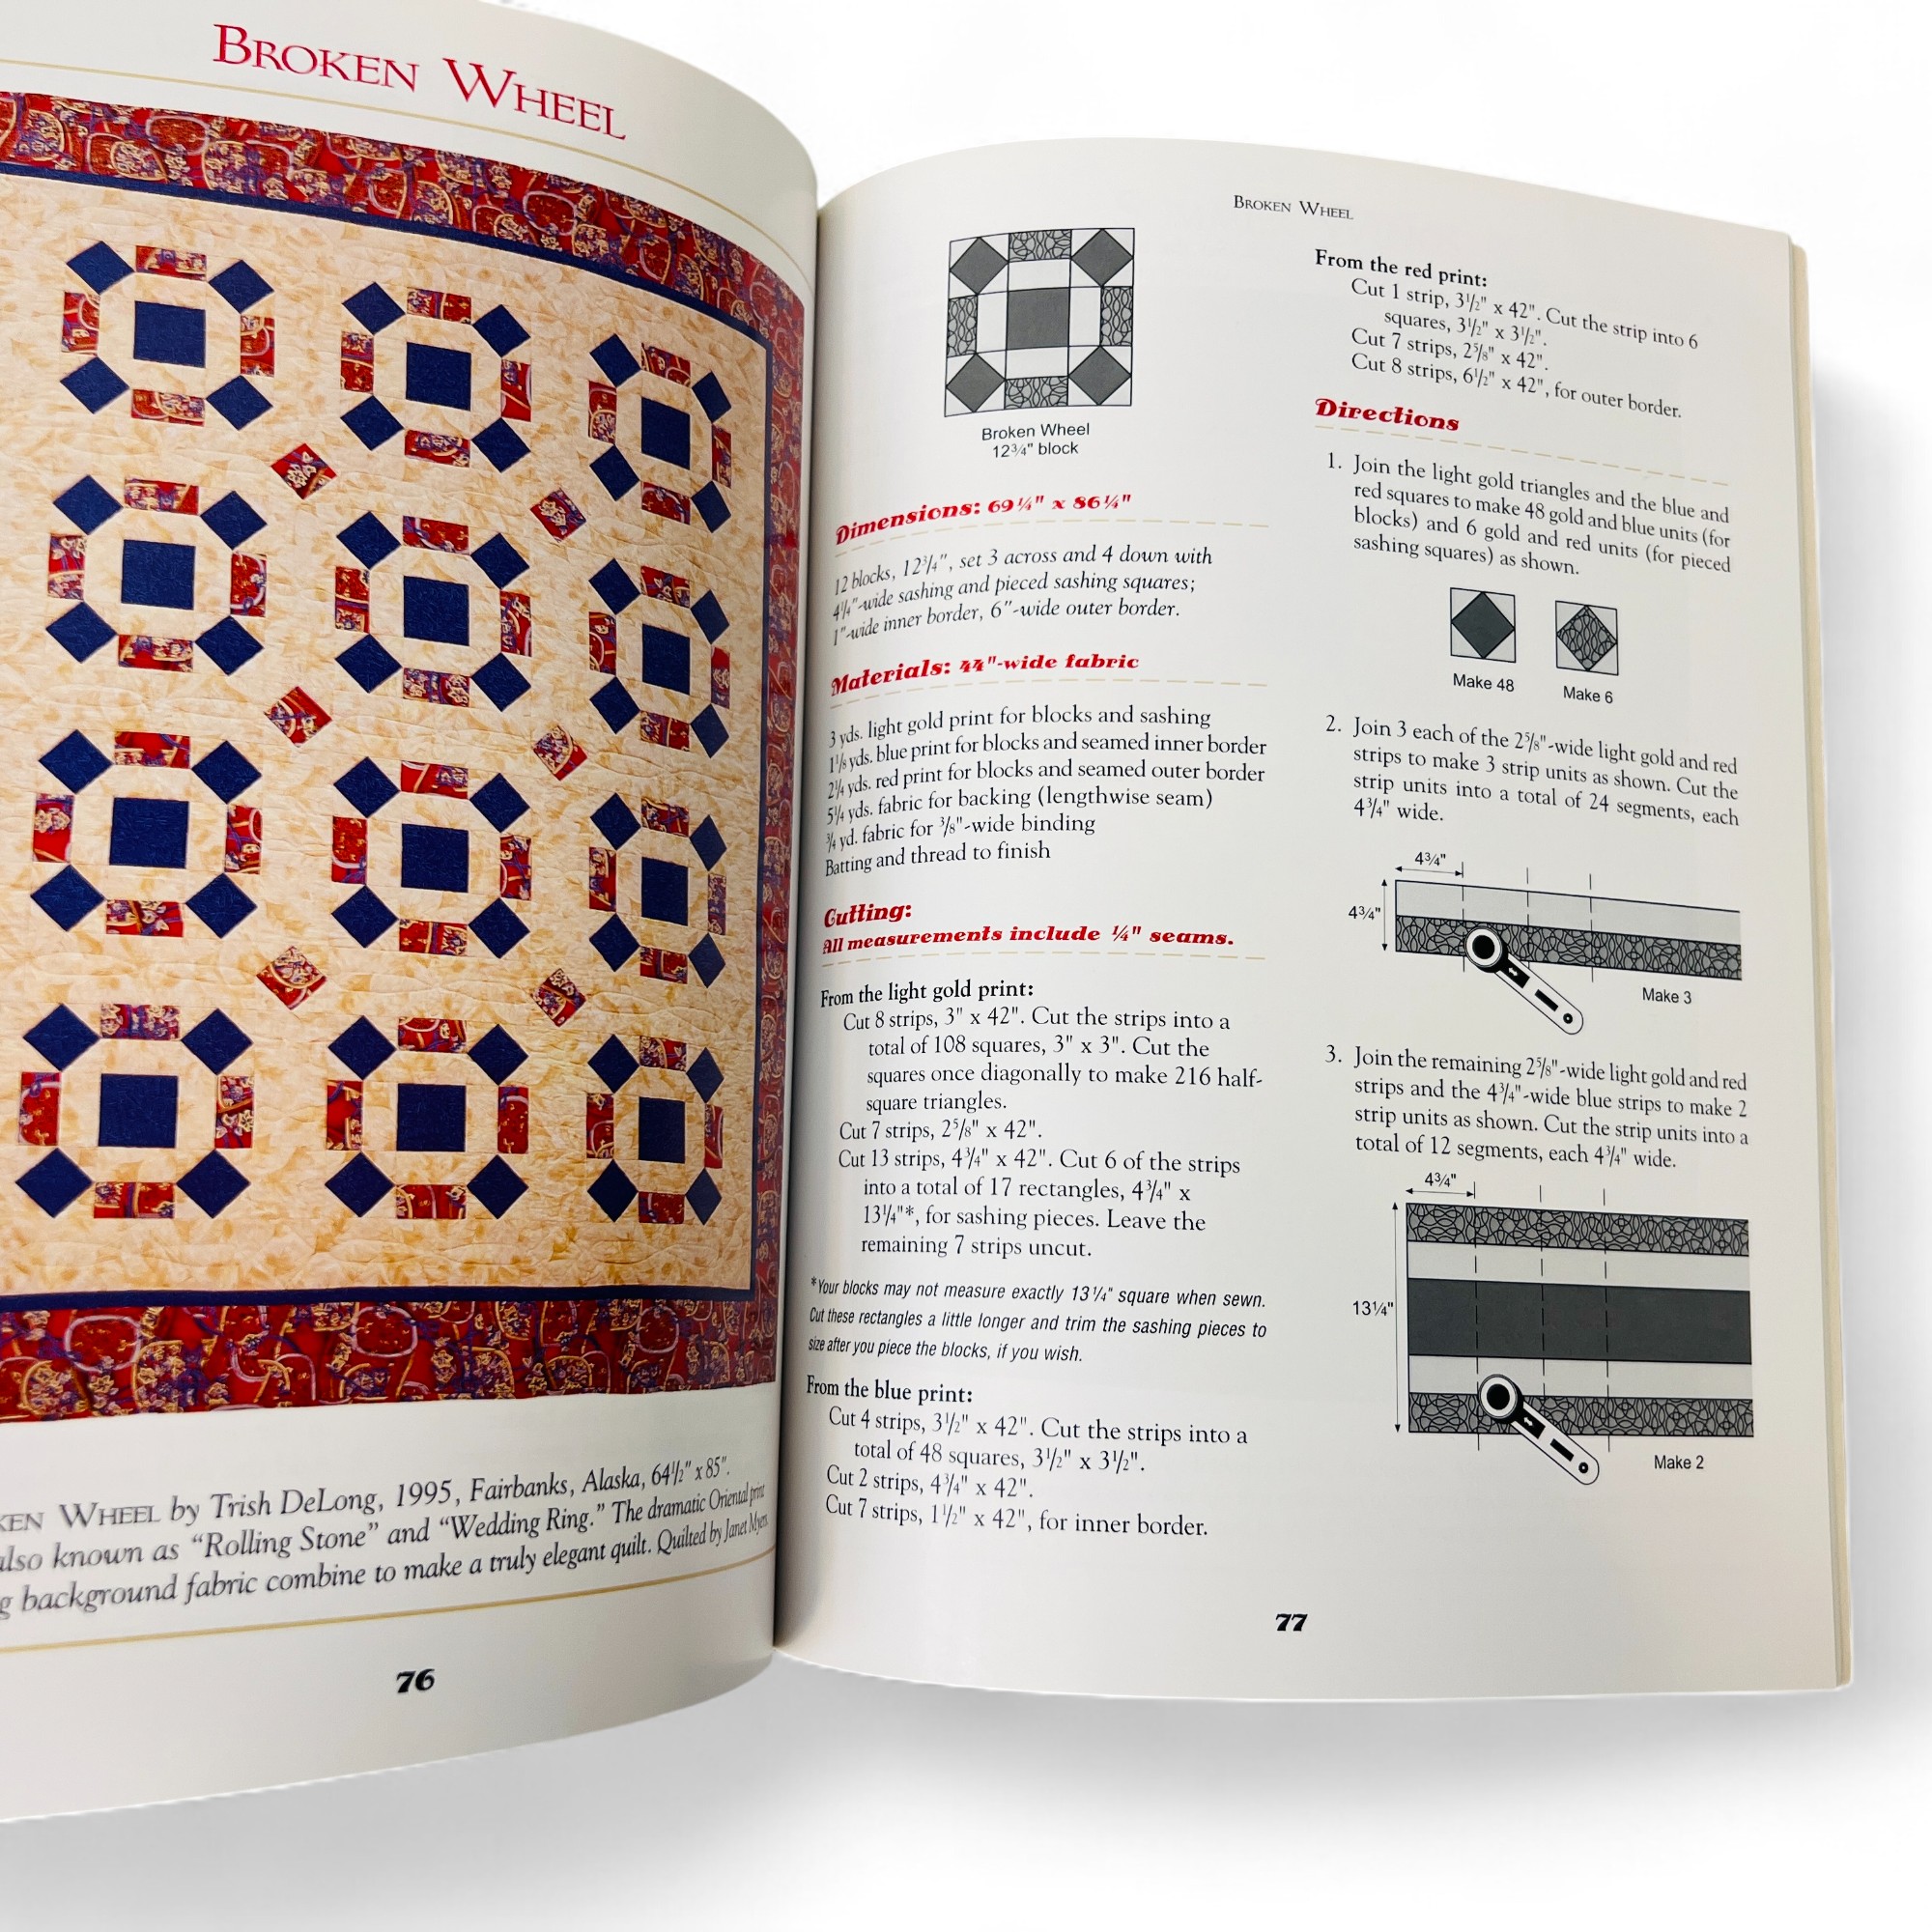 BROKEN WHEEL
WHEEL by Trish DeLong, 1995, Fairbanks, Alaska, 64½" x 85".
also known as “Rolling Stone” and “Wedding Ring.” The dramatic Oriental print
background fabric combine to make a truly elegant quilt. Quilted by Janet Myers.
76
BROKEN WHEEL
Broken Wheel
12¾" block
Dimensions: 69¼" x 86¼"
12 blocks, 12¾", set 3 across and 4 down with
4¼"-wide sashing and pieced sashing squares;
1"-wide inner border, 6"-wide outer border.
Materials: 44"-wide fabric
3 yds. light gold print for blocks and sashing
1⅛ yds. blue print for blocks and seamed inner border
2¼ yds. red print for blocks and seamed outer border
5¼ yds. fabric for backing (lengthwise seam)
¾ yd. fabric for ⅜"-wide binding
Batting and thread to finish
Cutting:
All measurements include ¼" seams.
From the light gold print:
Cut 8 strips, 3" x 42". Cut the strips into a
total of 108 squares, 3" x 3". Cut the
squares once diagonally to make 216 half-
square triangles.
Cut 7 strips, 2⅝" x 42".
Cut 13 strips, 4¾" x 42". Cut 6 of the strips
into a total of 17 rectangles, 4¾" x
13¼"*, for sashing pieces. Leave the
remaining 7 strips uncut.
*Your blocks may not measure exactly 13¼" square when sewn.
Cut these rectangles a little longer and trim the sashing pieces to
size after you piece the blocks, if you wish.
From the blue print:
Cut 4 strips, 3½" x 42". Cut the strips into a
total of 48 squares, 3½" x 3½".
Cut 2 strips, 4¾" x 42".
Cut 7 strips, 1½" x 42", for inner border.
From the red print:
Cut 1 strip, 3½" x 42". Cut the strip into 6
squares, 3½" x 3½".
Cut 7 strips, 2⅝" x 42".
Cut 8 strips, 6½" x 42", for outer border.
Directions
1. Join the light gold triangles and the blue and
red squares to make 48 gold and blue units (for
blocks) and 6 gold and red units (for pieced
sashing squares) as shown.
Make 48
Make 6
2. Join 3 each of the 2⅝"-wide light gold and red
strips to make 3 strip units as shown. Cut the
strip units into a total of 24 segments, each
4¾" wide.
4¾"
4¾"
Make 3
3. Join the remaining 2⅝"-wide light gold and red
strips and the 4¾"-wide blue strips to make 2
strip units as shown. Cut the strip units into a
total of 12 segments, each 4¾" wide.
4¾"
13¼"
Make 2
77